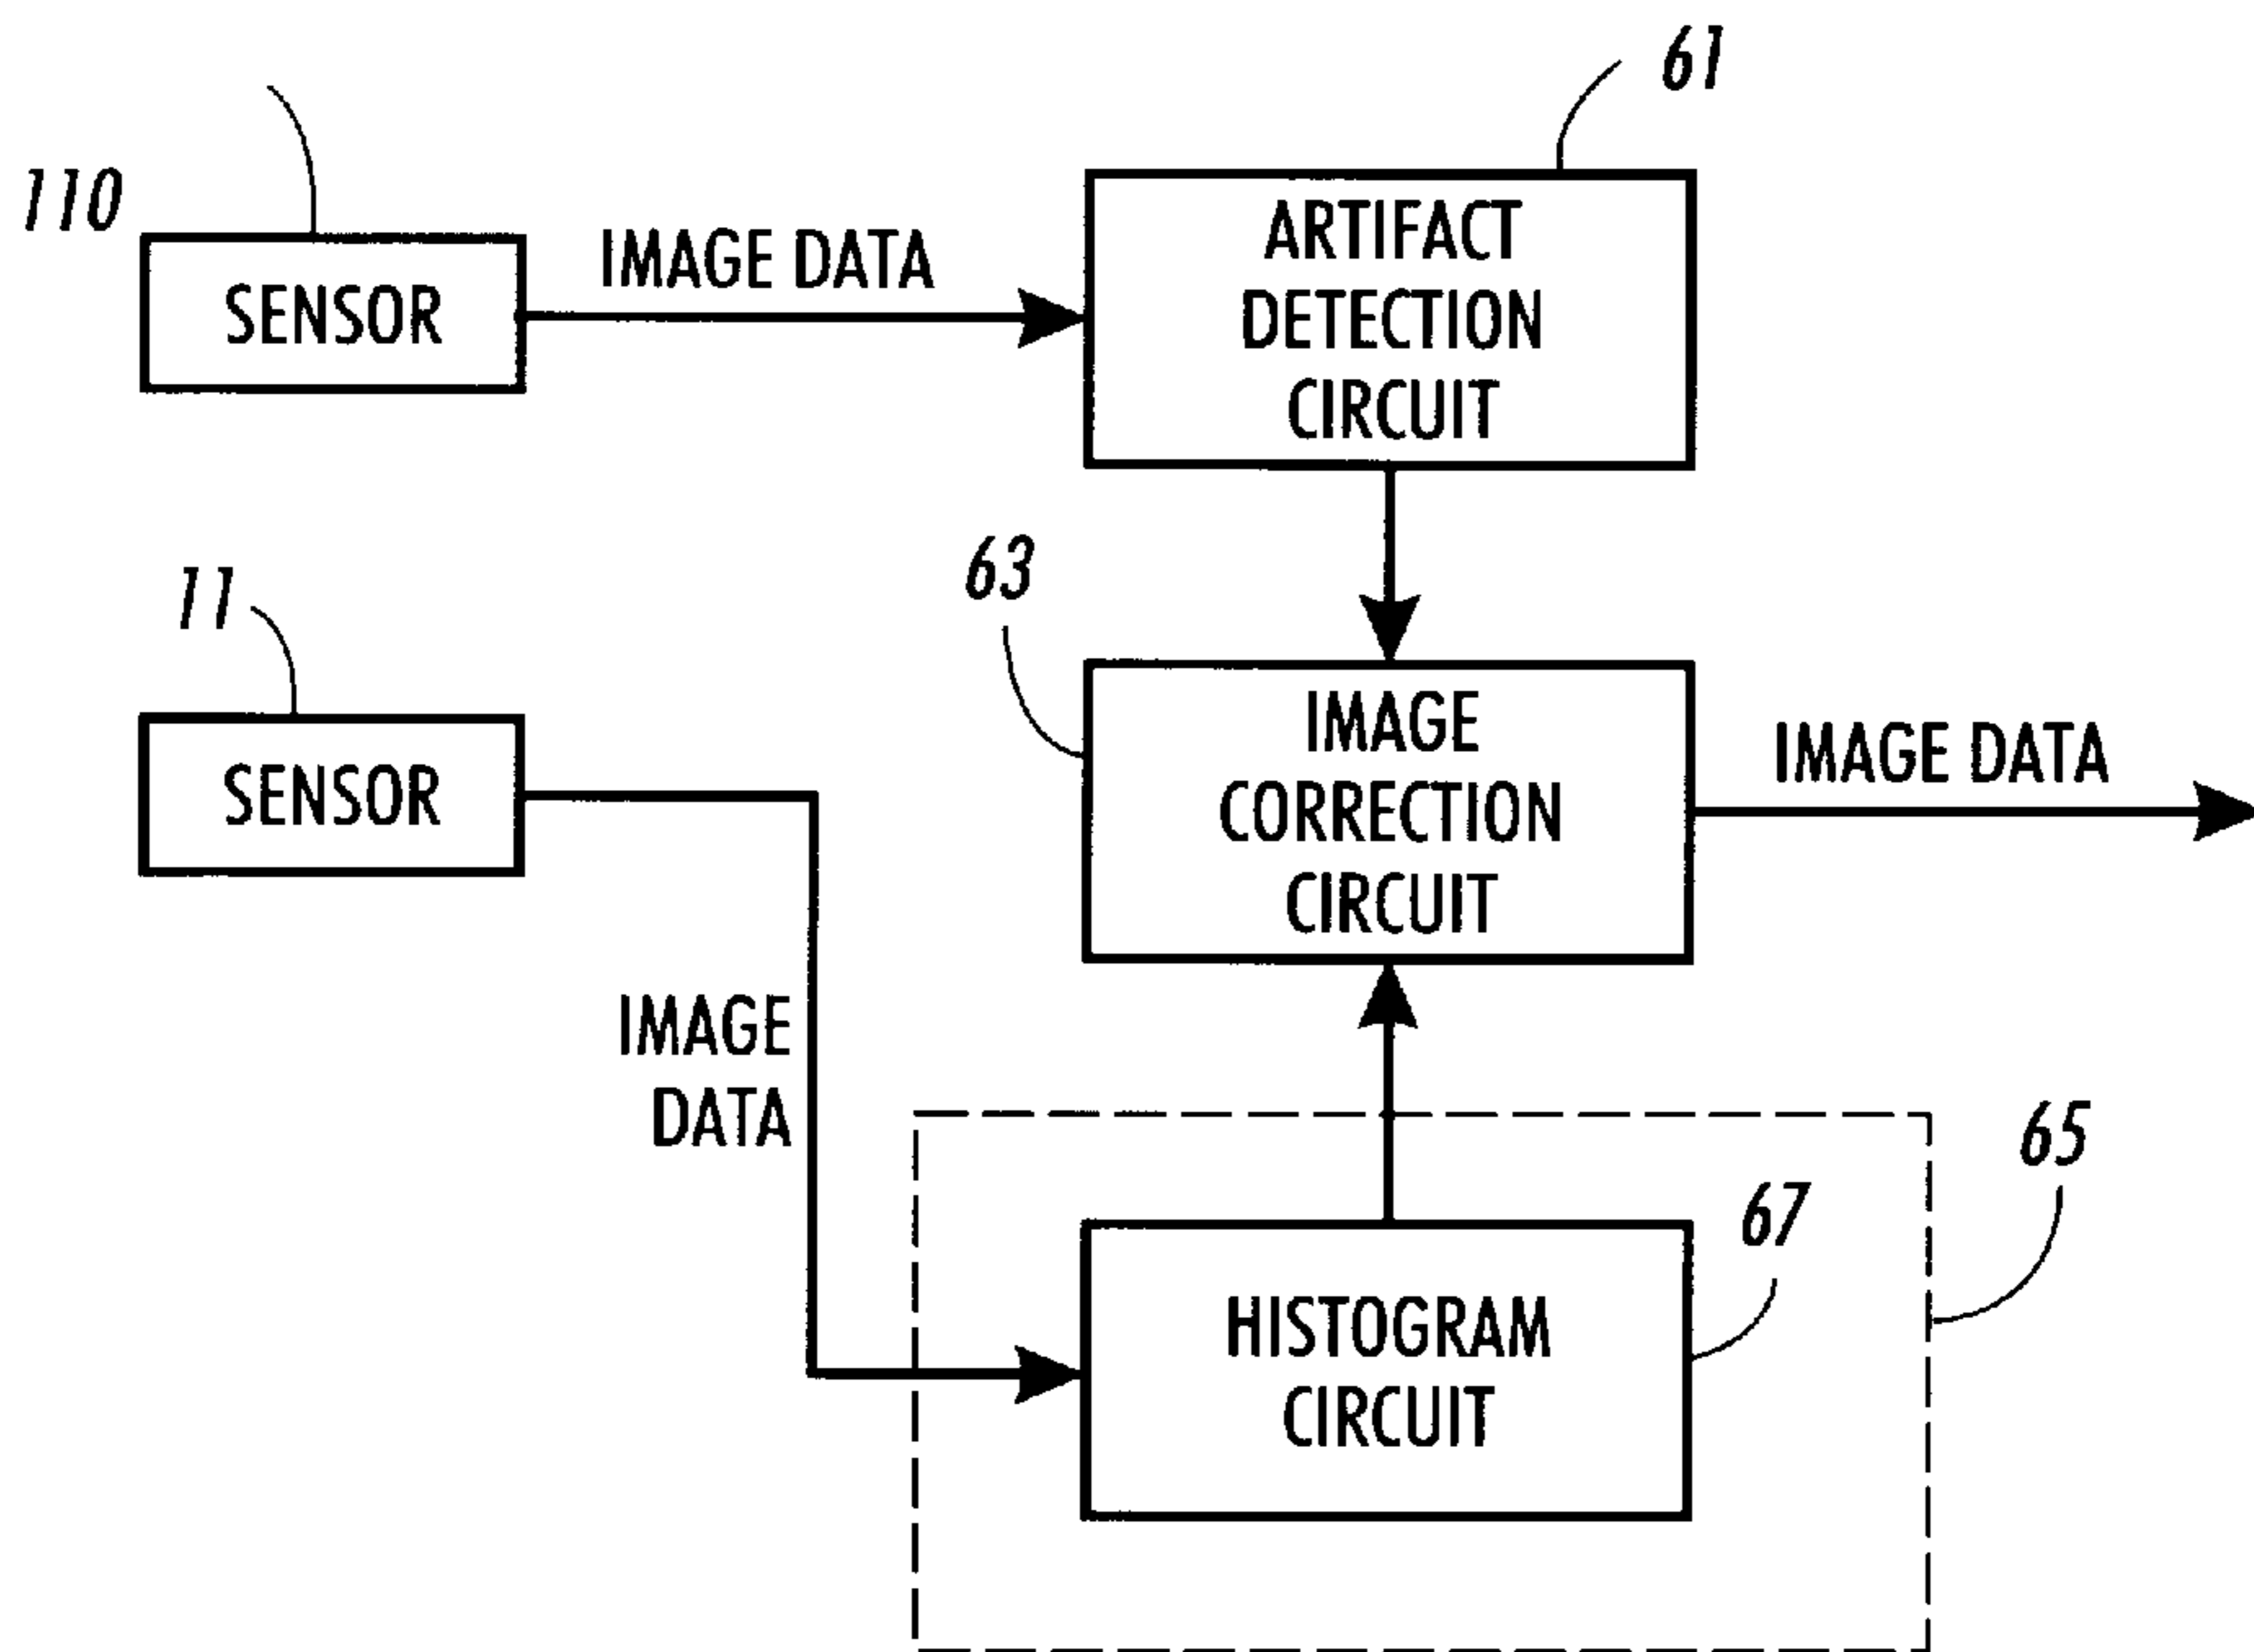 61
110
IMAGE DATA
SENSOR
ARTIFACT
DETECTION
CIRCUIT
63
11
SENSOR
IMAGE
CORRECTION
CIRCUIT
IMAGE DATA
IMAGE
DATA
65
67
HISTOGRAM
CIRCUIT